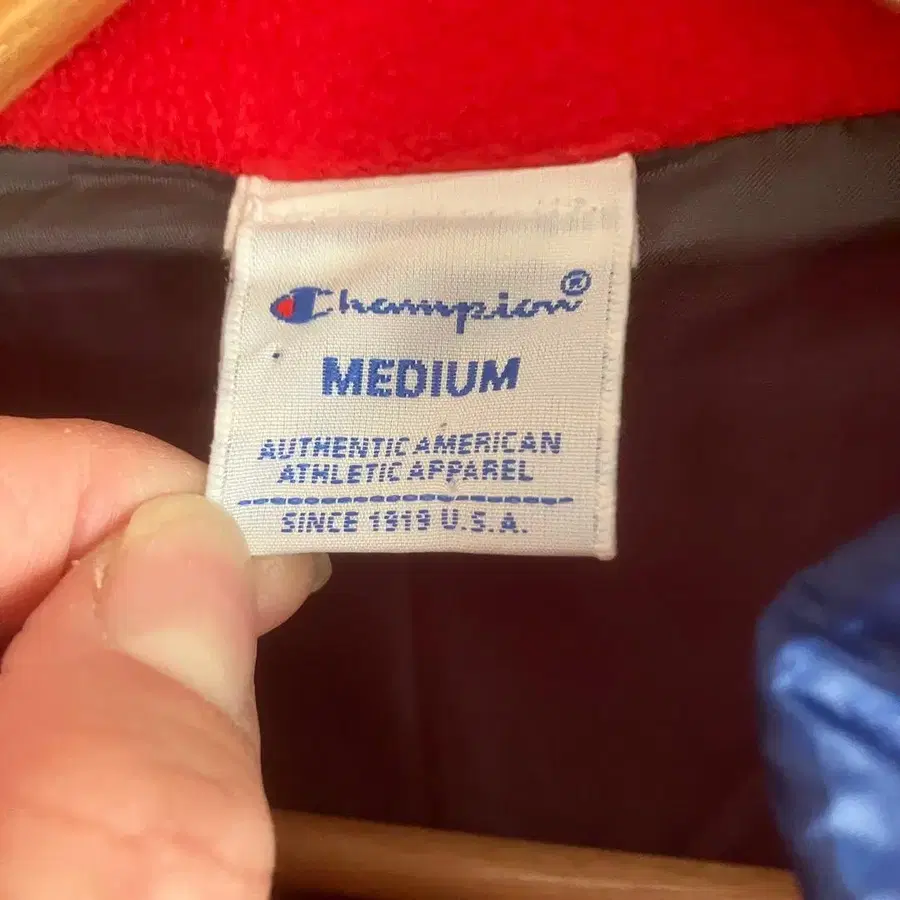 Champion®
MEDIUM
AUTHENTIC AMERICAN
ATHLETIC APPAREL
SINCE 1919 U.S.A.